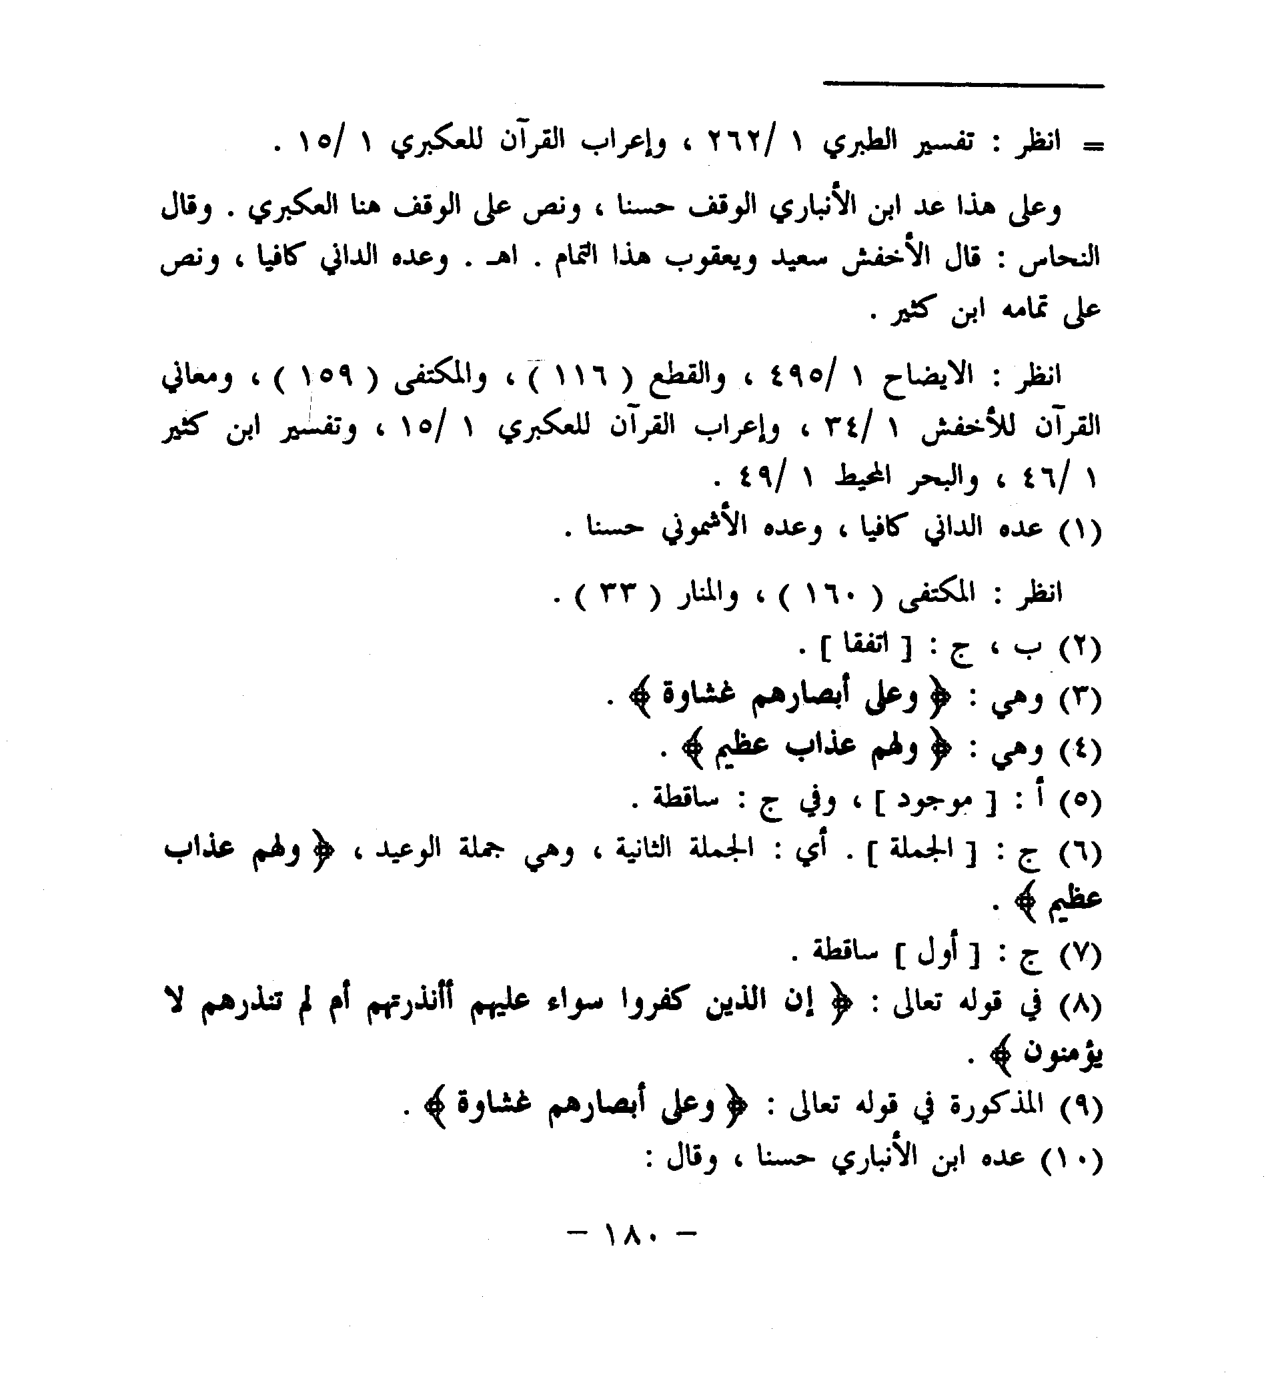 = انظر : تفسير الطبري ١ /٢٦٢ ، وإعراب القرآن للعكبري ١ /١٥ .
وعلى هذا عد ابن الأنباري الوقف حسنا ، ونص على الوقف هنا العكبري . وقال
النحاس : قال الأخفش سعيد ويعقوب هذا التمام . اهـ . وعده الداني كافيا ، ونص
على تمامه ابن كثير .
انظر : الايضاح ١ /٤٩٥ ، والقطع ( ١١٦ ) ، والمكتفى ( ١٥٩ ) ، ومعاني
القرآن للأخفش ١ /٣٤ ، وإعراب القرآن للعكبري ١ /١٥ ، وتفسير ابن كثير
١ /٤٦ ، والبحر المحيط ١ /٤٩ .
(١) عده الداني كافيا ، وعده الأشموني حسنا .
انظر : المكتفى ( ١٦٠ ) ، والمنار ( ٣٣ ) .
(٢) ب ، ج : [ اتفقا ] .
(٣) وهي : ﴿ وعلى أبصارهم غشاوة ﴾ .
(٤) وهي : ﴿ ولهم عذاب عظيم ﴾ .
(٥) أ : [ موجود ] ، وفي ج : ساقطة .
(٦) ج : [ الجملة ] . أي : الجملة الثانية ، وهي جملة الوعيد ، ﴿ ولهم عذاب
عظيم ﴾ .
(٧) ج : [ أول ] ساقطة .
(٨) في قوله تعالى : ﴿ إن الذين كفروا سواء عليهم أأنذرتهم أم لم تنذرهم لا
يؤمنون ﴾ .
(٩) المذكورة في قوله تعالى : ﴿ وعلى أبصارهم غشاوة ﴾ .
(١٠) عده ابن الأنباري حسنا ، وقال :
– ١٨٠ –